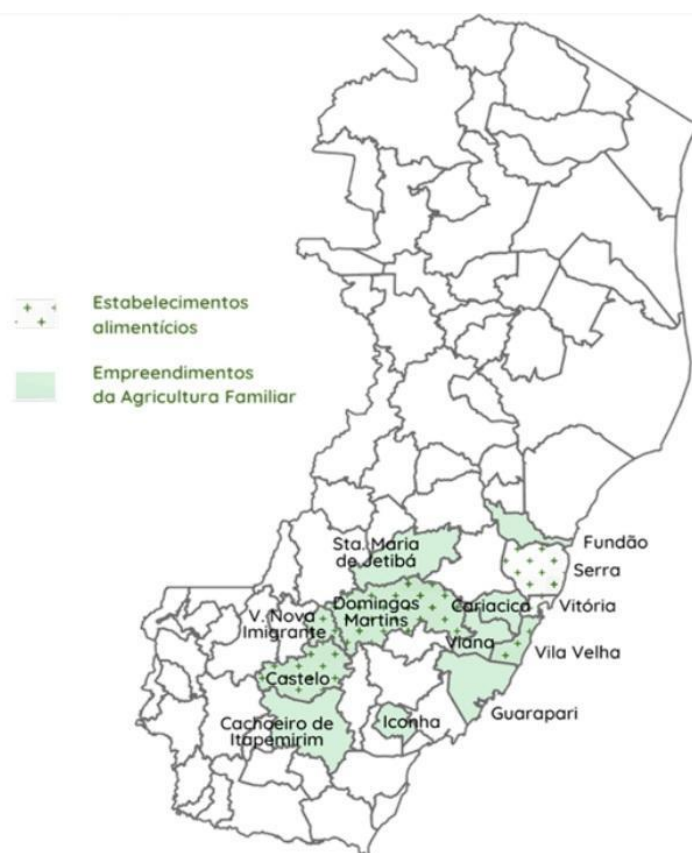 Estabelecimentos
alimentícios
Empreendimentos
da Agricultura Familiar
Fundão
Sta. Maria
de Jetibá
Serra
Domingos
Martins
Cariacica
Vitória
V. Nova
Imigrante
Viana
Vila Velha
Castelo
Guarapari
Cachoeiro de
Itapemirim
Iconha